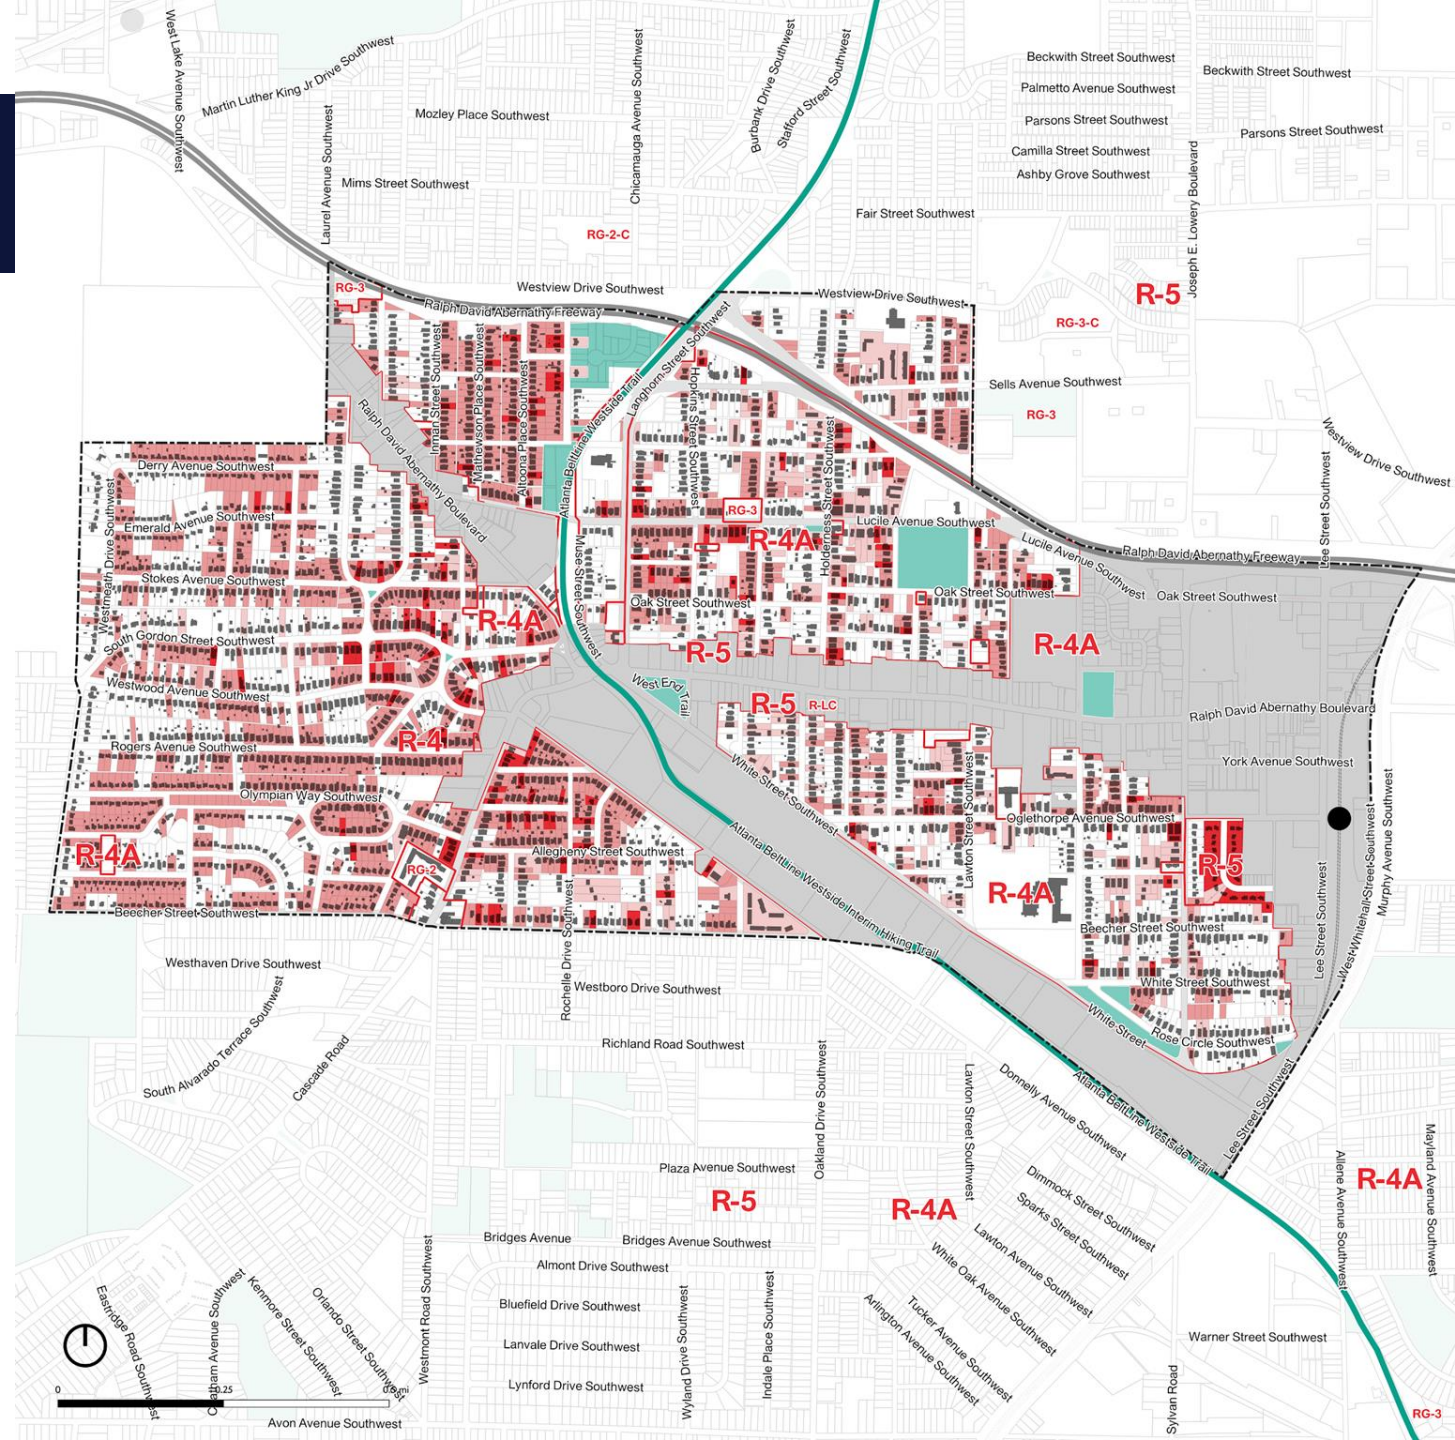 West Lake Avenue Southwest
Martin Luther King Jr Drive Southwest
Laurel Avenue Southwest
Mozley Place Southwest
Mims Street Southwest
Chicamauga Avenue Southwest
Burbank Drive Southwest
Stafford Street Southwest
Beckwith Street Southwest
Beckwith Street Southwest
Palmetto Avenue Southwest
Parsons Street Southwest
Parsons Street Southwest
Camilla Street Southwest
Ashby Grove Southwest
Joseph E. Lowery Boulevard
Fair Street Southwest
RG-2-C
RG-3
Westview Drive Southwest
Westview Drive Southwest
R-5
RG-3-C
Ralph David Abernathy Freeway
Langhorn Street Southwest
Sells Avenue Southwest
RG-3
Inman Street Southwest
Mathewson Place Southwest
Altoona Place Southwest
Atlanta Beltline Westside Trail
Hopkins Street Southwest
Holderness Street Southwest
Ralph David Abernathy Boulevard
Westview Drive Southwest
Lee Street Southwest
Derry Avenue Southwest
Westmeath Drive Southwest
Emerald Avenue Southwest
RG-3
R-4A
Lucile Avenue Southwest
Lucile Avenue Southwest
Ralph David Abernathy Freeway
Stokes Avenue Southwest
Muse Street Southwest
Oak Street Southwest
Oak Street Southwest
Oak Street Southwest
R-4A
South Gordon Street Southwest
R-5
R-4A
Westwood Avenue Southwest
West End Trail
R-5
R-LC
Ralph David Abernathy Boulevard
R-4
Rogers Avenue Southwest
White Street Southwest
York Avenue Southwest
Olympian Way Southwest
Lawton Street Southwest
Oglethorpe Avenue Southwest
R-4A
RG-2
Allegheny Street Southwest
Atlanta BeltLine Westside Interim Hiking Trail
R-5
R-4A
Lee Street Southwest
West Whitehall Street Southwest
Murphy Avenue Southwest
Beecher Street Southwest
Beecher Street Southwest
Rochelle Drive Southwest
Westhaven Drive Southwest
Westboro Drive Southwest
White Street Southwest
White Street
Rose Circle Southwest
South Alvarado Terrace Southwest
Cascade Road
Richland Road Southwest
Oakland Drive Southwest
Lawton Street Southwest
Donnelly Avenue Southwest
Atlanta BeltLine Westside Trail
Lee Street Southwest
Plaza Avenue Southwest
R-5
R-4A
Dimmock Street Southwest
Sparks Street Southwest
Allene Avenue Southwest
Mayland Avenue Southwest
R-4A
Bridges Avenue
Bridges Avenue Southwest
Lawton Avenue Southwest
White Oak Avenue Southwest
Almont Drive Southwest
Westmont Road Southwest
Eastridge Road Southwest
Kenmore Street Southwest
Orlando Street Southwest
Bluefield Drive Southwest
Wyland Drive Southwest
Indale Place Southwest
Tucker Avenue Southwest
Arlington Avenue Southwest
Warner Street Southwest
Lanvale Drive Southwest
Lynford Drive Southwest
Sylvan Road
0
0.25
Avon Avenue Southwest
RG-3